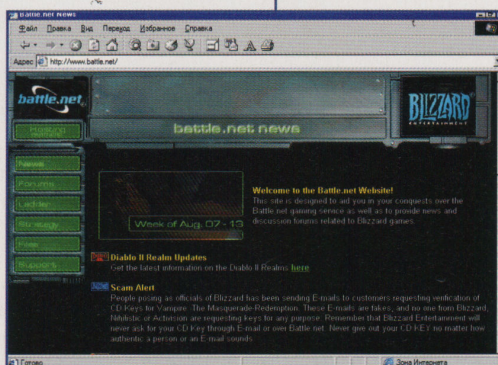 Battle.net News
Файл Правка Вид Переход Избранное Справка
Адрес http://www.battle.net/
battle.net
BLIZZARD
ENTERTAINMENT
battle.net news
News
Forums
Ladder
Strategy
Support
Week of Aug. 07 - 13
Welcome to the Battle.net Website!
This site is designed to aid you in your conquests over the
Battle.net gaming service as well as to provide news and
discussion forums related to Blizzard games.
Diablo II Realm Updates
Get the latest information on the Diablo II Realms here
Scam Alert
People posing as officials of Blizzard has been sending E-mails to customers requesting verification of
CD-Keys for Vampire: The Masquerade-Redemption. These E-mails are fakes, and no one from Blizzard,
Nihilistic of Activision are requesting keys for any purpose. Remember that Blizzard Entertainment will
never ask for your CD Key through E-mail or over Battle.net. Never give out your CD-KEY no matter how
authentic a person or an E-mail sounds.
Готово
Зона Интернета